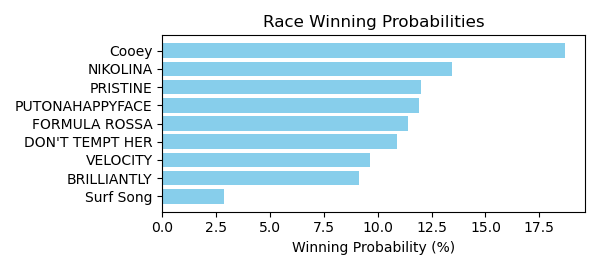 Race Winning Probabilities
Cooey
NIKOLINA
PRISTINE
PUTONAHAPPYFACE
FORMULA ROSSA
DON'T TEMPT HER
VELOCITY
BRILLIANTLY
Surf Song
0.0 2.5 5.0 7.5 10.0 12.5 15.0 17.5
Winning Probability (%)